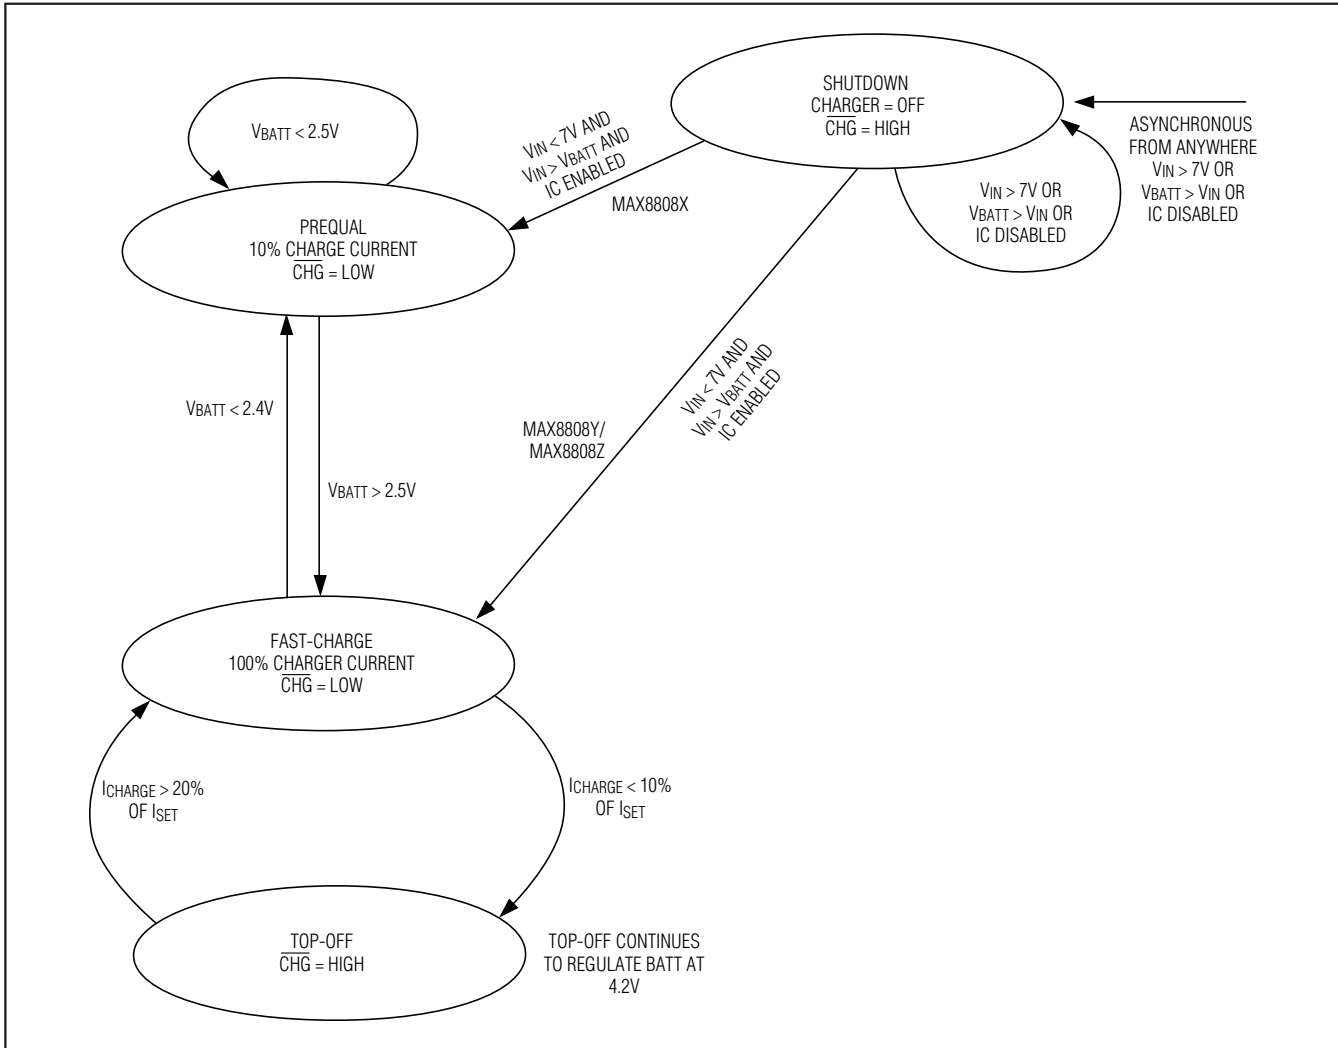 SHUTDOWN
CHARGER = OFF
CHG = HIGH
ASYNCHRONOUS
FROM ANYWHERE
VIN > 7V OR
VBATT > VIN OR
IC DISABLED
VIN > 7V OR
VBATT > VIN OR
IC DISABLED
VBATT < 2.5V
VIN < 7V AND
VIN > VBATT AND
IC ENABLED
MAX8808X
PREQUAL
10% CHARGE CURRENT
CHG = LOW
VBATT < 2.4V
VBATT > 2.5V
VIN < 7V AND
VIN > VBATT AND
IC ENABLED
MAX8808Y/
MAX8808Z
FAST-CHARGE
100% CHARGER CURRENT
CHG = LOW
ICHARGE > 20%
OF ISET
ICHARGE < 10%
OF ISET
TOP-OFF
CHG = HIGH
TOP-OFF CONTINUES
TO REGULATE BATT AT
4.2V